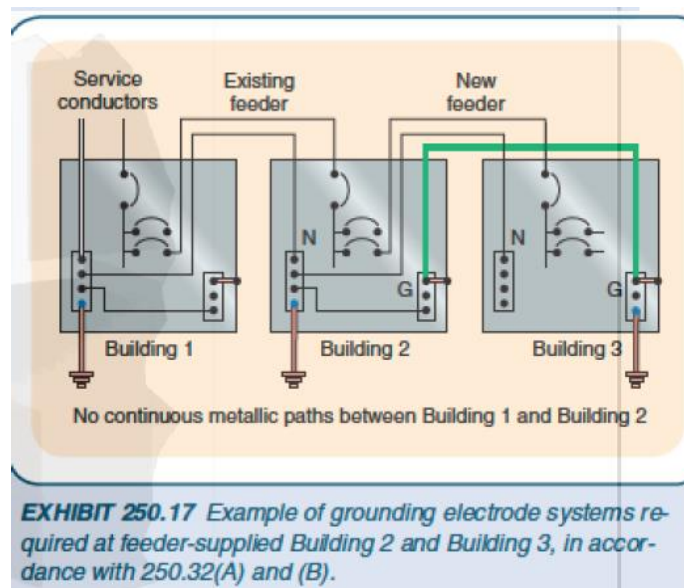 Service
conductors
Existing
feeder
New
feeder
N
G
N
G
Building 1
Building 2
Building 3
No continuous metallic paths between Building 1 and Building 2
EXHIBIT 250.17 Example of grounding electrode systems re-
quired at feeder-supplied Building 2 and Building 3, in accor-
dance with 250.32(A) and (B).